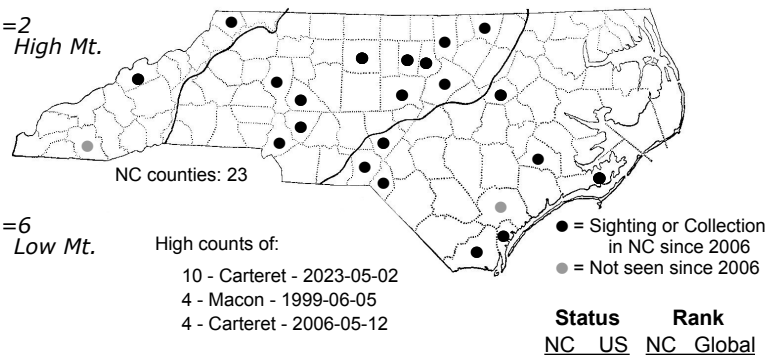 =2
High Mt.
NC counties: 23
=6
Low Mt.
High counts of:
10 - Carteret - 2023-05-02
4 - Macon - 1999-06-05
4 - Carteret - 2006-05-12
● = Sighting or Collection
in NC since 2006
● = Not seen since 2006
Status Rank
NC US NC Global